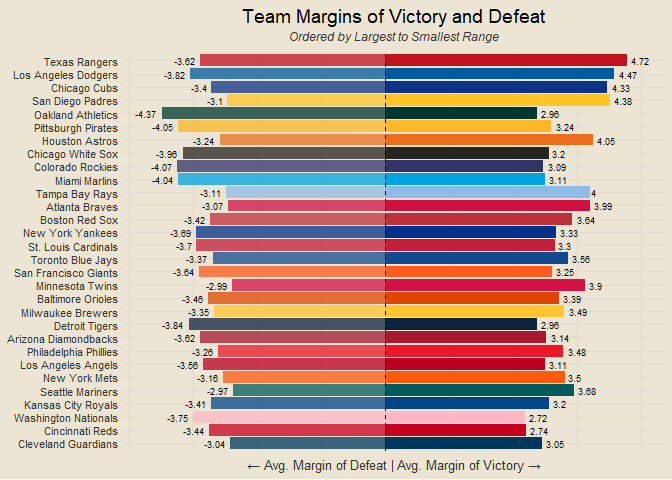 Team Margins of Victory and Defeat
Ordered by Largest to Smallest Range
Texas Rangers -3.62 4.72
Los Angeles Dodgers -3.82 4.47
Chicago Cubs -3.4 4.33
San Diego Padres -3.1 4.38
Oakland Athletics -4.37 2.96
Pittsburgh Pirates -4.05 3.24
Houston Astros -3.24 4.05
Chicago White Sox -3.96 3.2
Colorado Rockies -4.07 3.09
Miami Marlins -4.04 3.11
Tampa Bay Rays -3.11 4
Atlanta Braves -3.07 3.99
Boston Red Sox -3.42 3.64
New York Yankees -3.69 3.33
St. Louis Cardinals -3.7 3.3
Toronto Blue Jays -3.37 3.56
San Francisco Giants -3.64 3.25
Minnesota Twins -2.99 3.9
Baltimore Orioles -3.46 3.39
Milwaukee Brewers -3.35 3.49
Detroit Tigers -3.84 2.96
Arizona Diamondbacks -3.62 3.14
Philadelphia Phillies -3.26 3.48
Los Angeles Angels -3.56 3.11
New York Mets -3.16 3.5
Seattle Mariners -2.97 3.68
Kansas City Royals -3.41 3.2
Washington Nationals -3.75 2.72
Cincinnati Reds -3.44 2.74
Cleveland Guardians -3.04 3.05
← Avg. Margin of Defeat | Avg. Margin of Victory →